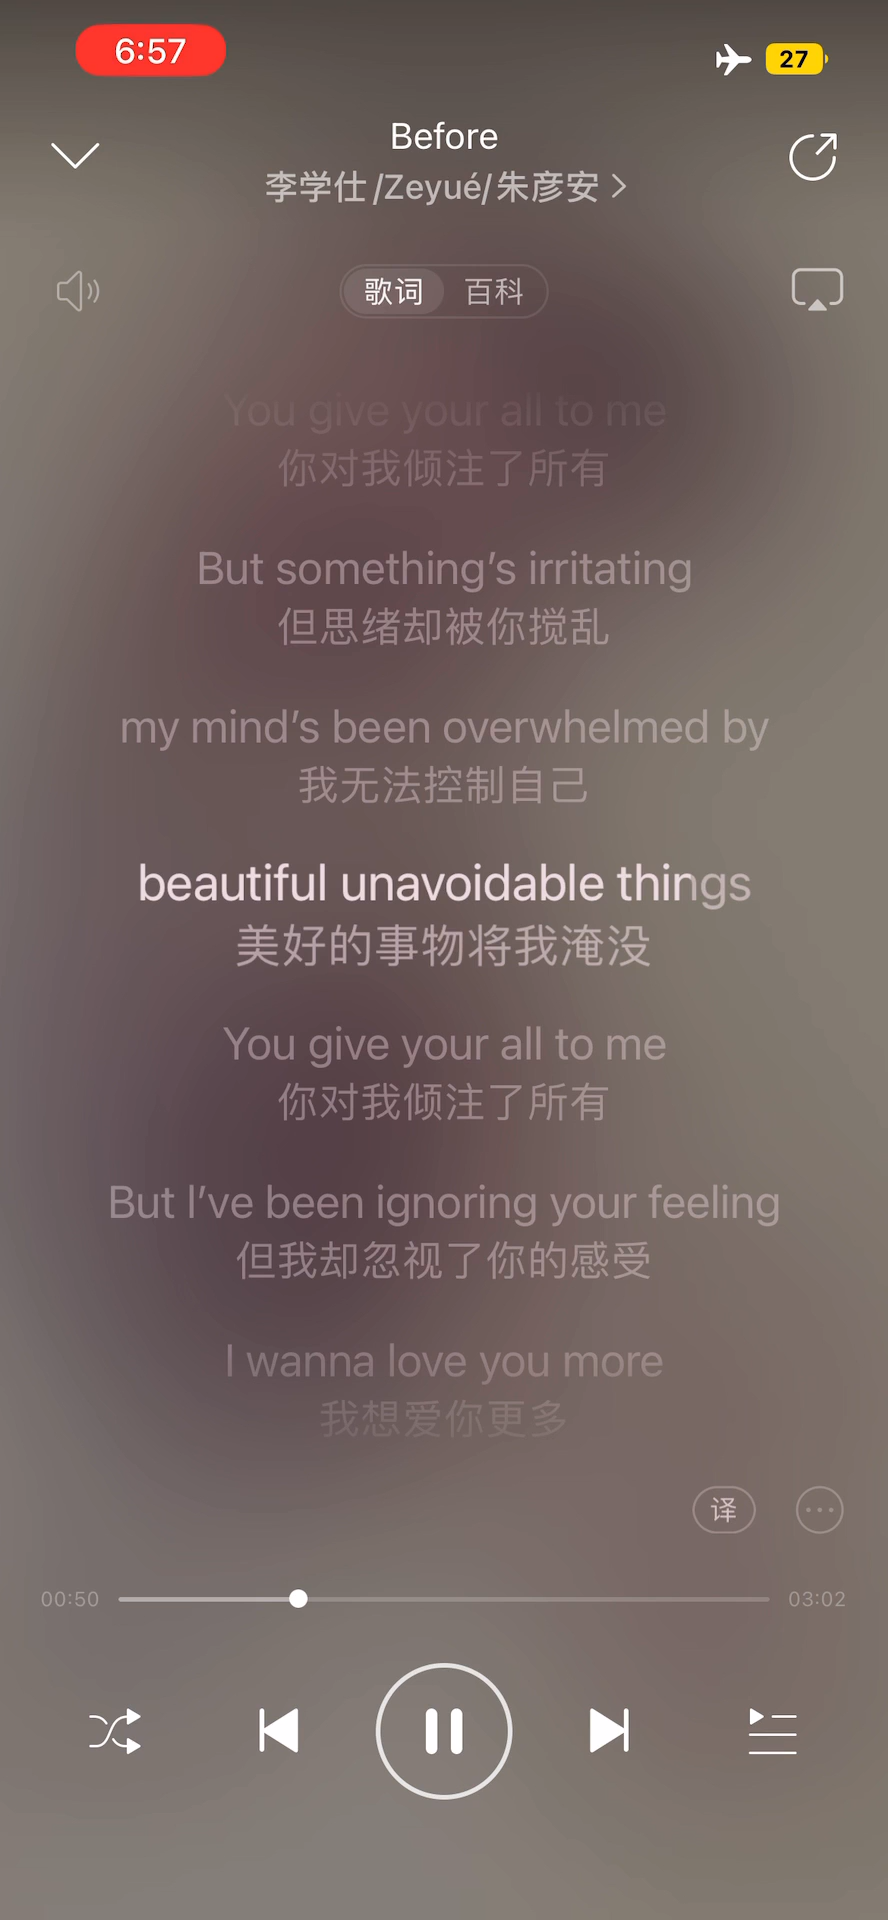 6:57
27
Before
李学仕/Zeyué/朱彦安
歌词 百科
You give your all to me
你对我倾注了所有
But something’s irritating
但思绪却被你搅乱
my mind’s been overwhelmed by
我无法控制自己
beautiful unavoidable things
美好的事物将我淹没
You give your all to me
你对我倾注了所有
But I’ve been ignoring your feeling
但我却忽视了你的感受
I wanna love you more
我想爱你更多
译
00:50 03:02